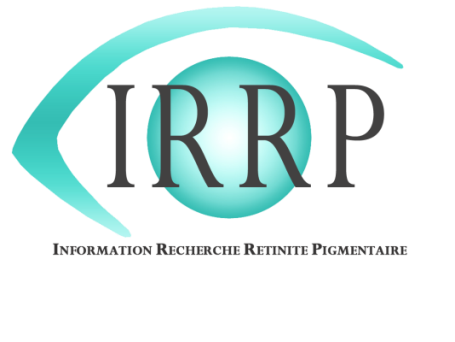 IRRP
INFORMATION RECHERCHE RETINITE PIGMENTAIRE